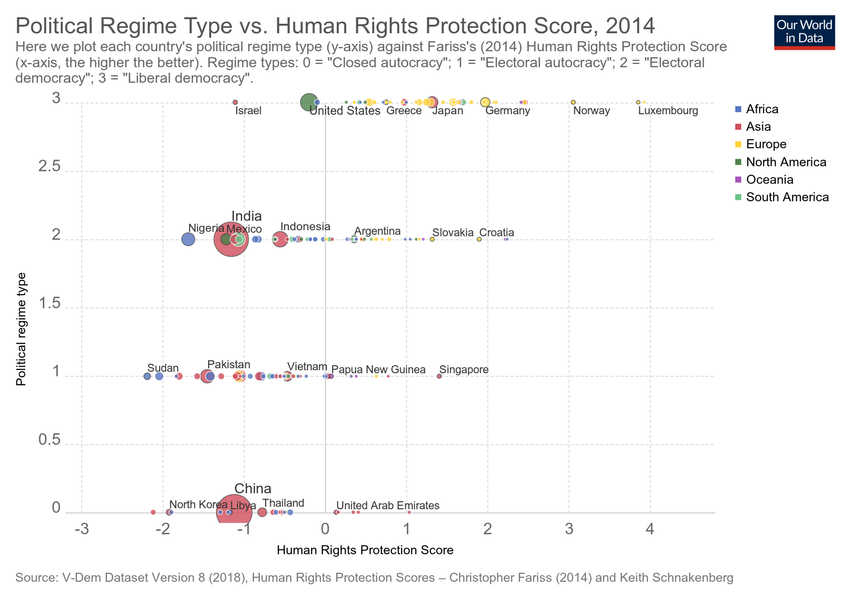 Political Regime Type vs. Human Rights Protection Score, 2014
Our World
in Data
Here we plot each country's political regime type (y-axis) against Fariss's (2014) Human Rights Protection Score
(x-axis, the higher the better). Regime types: 0 = "Closed autocracy"; 1 = "Electoral autocracy"; 2 = "Electoral
democracy"; 3 = "Liberal democracy".
3
Israel
United States
Greece
Japan
Germany
Norway
Luxembourg
Africa
Asia
Europe
North America
Oceania
South America
2.5
India
Nigeria
Mexico
Indonesia
Argentina
Slovakia
Croatia
2
1.5
Political regime type
Sudan
Pakistan
Vietnam
Papua New Guinea
Singapore
1
0.5
China
North Korea
Libya
Thailand
United Arab Emirates
0
-3
-2
-1
0
1
2
3
4
Human Rights Protection Score
Source: V-Dem Dataset Version 8 (2018), Human Rights Protection Scores – Christopher Fariss (2014) and Keith Schnakenberg